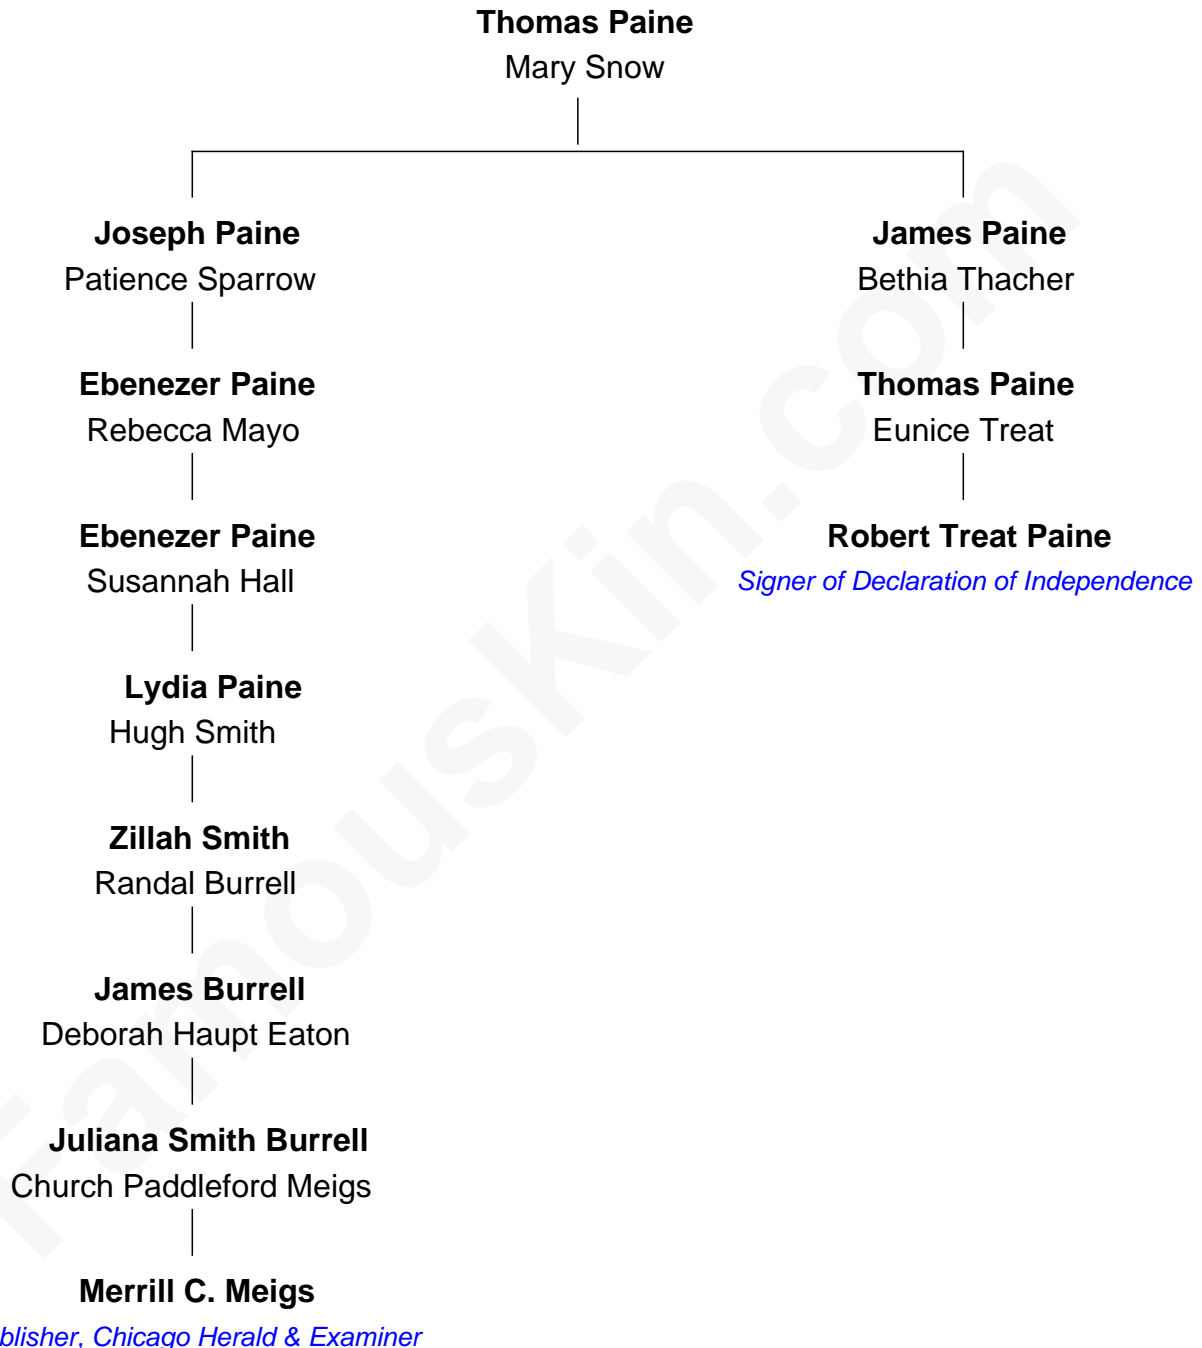 Thomas Paine
Mary Snow
Joseph Paine
Patience Sparrow
James Paine
Bethia Thacher
Ebenezer Paine
Rebecca Mayo
Thomas Paine
Eunice Treat
Ebenezer Paine
Susannah Hall
Robert Treat Paine
Signer of Declaration of Independence
Lydia Paine
Hugh Smith
Zillah Smith
Randal Burrell
James Burrell
Deborah Haupt Eaton
Juliana Smith Burrell
Church Paddleford Meigs
Merrill C. Meigs
blisher, Chicago Herald & Examiner
FamousKin.com